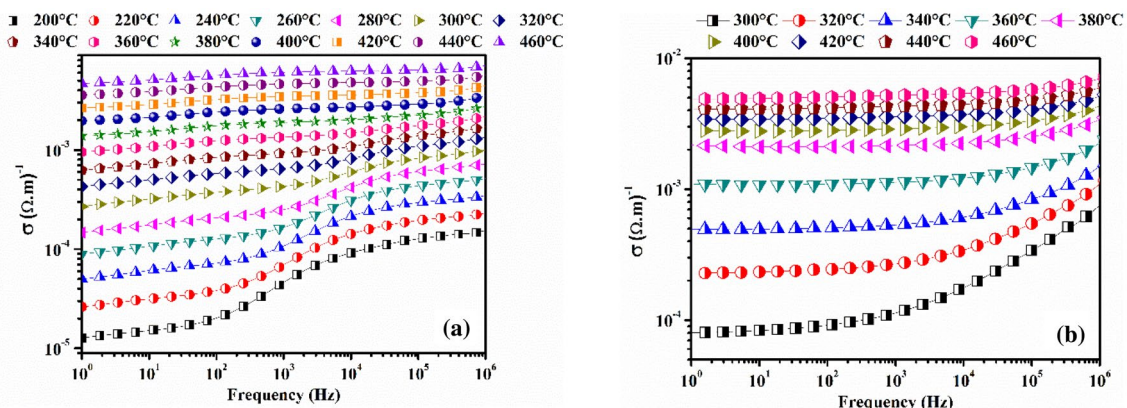 200°C 220°C 240°C 260°C 280°C 300°C 320°C
340°C 360°C 380°C 400°C 420°C 440°C 460°C
σ (Ω.m)⁻¹
10⁻³
10⁻⁴
10⁻⁵
(a)
10⁰ 10¹ 10² 10³ 10⁴ 10⁵ 10⁶
Frequency (Hz)
300°C 320°C 340°C 360°C 380°C
400°C 420°C 440°C 460°C
σ (Ω.m)⁻¹
10⁻²
10⁻³
10⁻⁴
(b)
10⁰ 10¹ 10² 10³ 10⁴ 10⁵ 10⁶
Frequency (Hz)